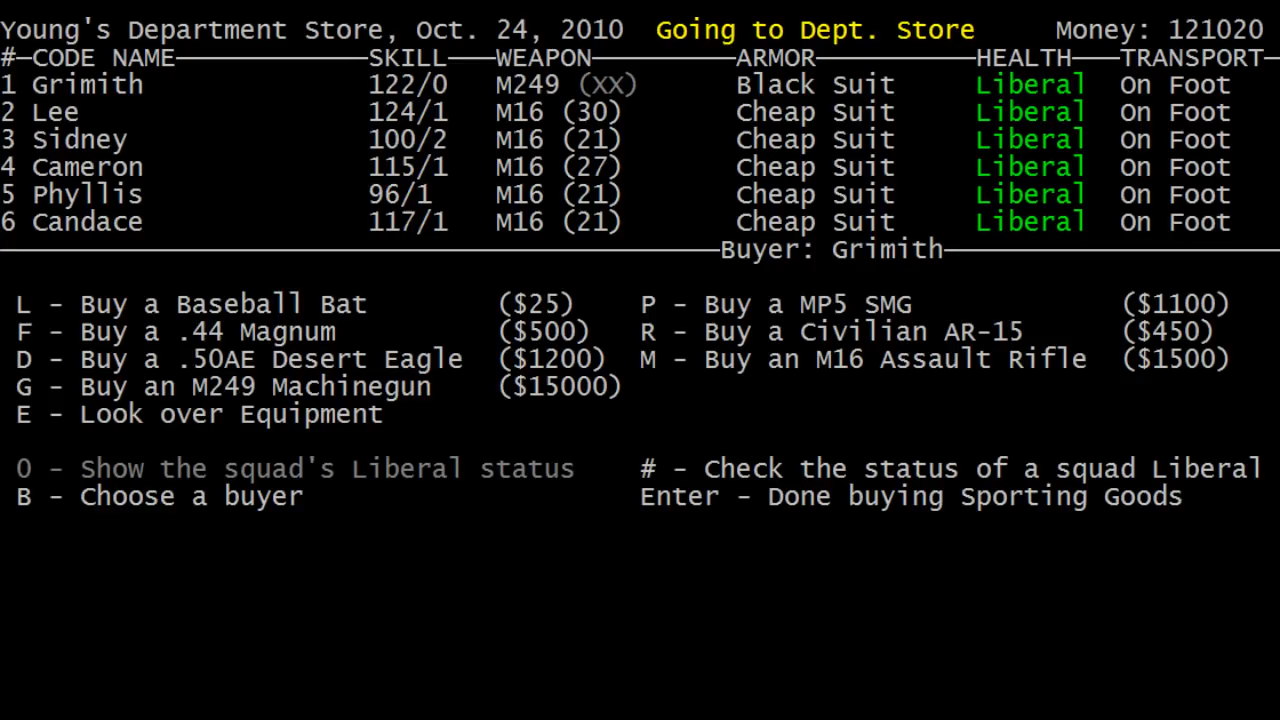 Young's Department Store, Oct. 24, 2010  Going to Dept. Store     Money: 121020
#—CODE NAME————————————SKILL———WEAPON—————————ARMOR——————————HEALTH———TRANSPORT—
1 Grimith              122/0   M249 (XX)      Black Suit     Liberal  On Foot
2 Lee                  124/1   M16 (30)       Cheap Suit     Liberal  On Foot
3 Sidney               100/2   M16 (21)       Cheap Suit     Liberal  On Foot
4 Cameron              115/1   M16 (27)       Cheap Suit     Liberal  On Foot
5 Phyllis              96/1    M16 (21)       Cheap Suit     Liberal  On Foot
6 Candace              117/1   M16 (21)       Cheap Suit     Liberal  On Foot
Buyer: Grimith
L - Buy a Baseball Bat        ($25)    P - Buy a MP5 SMG             ($1100)
F - Buy a .44 Magnum          ($500)   R - Buy a Civilian AR-15      ($450)
D - Buy a .50AE Desert Eagle  ($1200)  M - Buy an M16 Assault Rifle  ($1500)
G - Buy an M249 Machinegun    ($15000)
E - Look over Equipment
0 - Show the squad's Liberal status    # - Check the status of a squad Liberal
B - Choose a buyer                     Enter - Done buying Sporting Goods